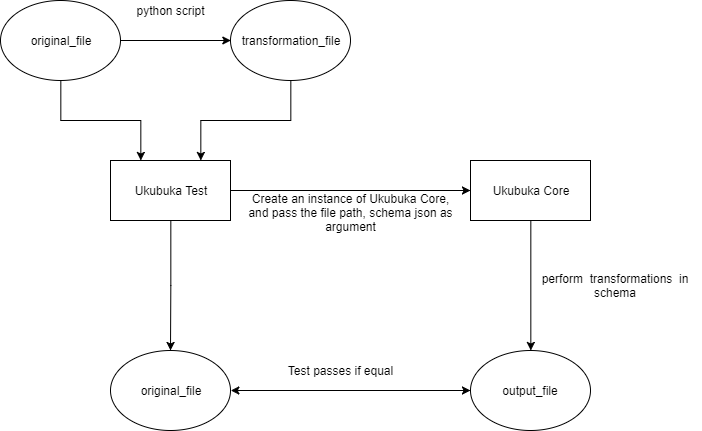 python script
original_file
transformation_file
Ukubuka Test
Ukubuka Core
Create an instance of Ukubuka Core,
and pass the file path, schema json as
argument
perform transformations in
schema
Test passes if equal
original_file
output_file